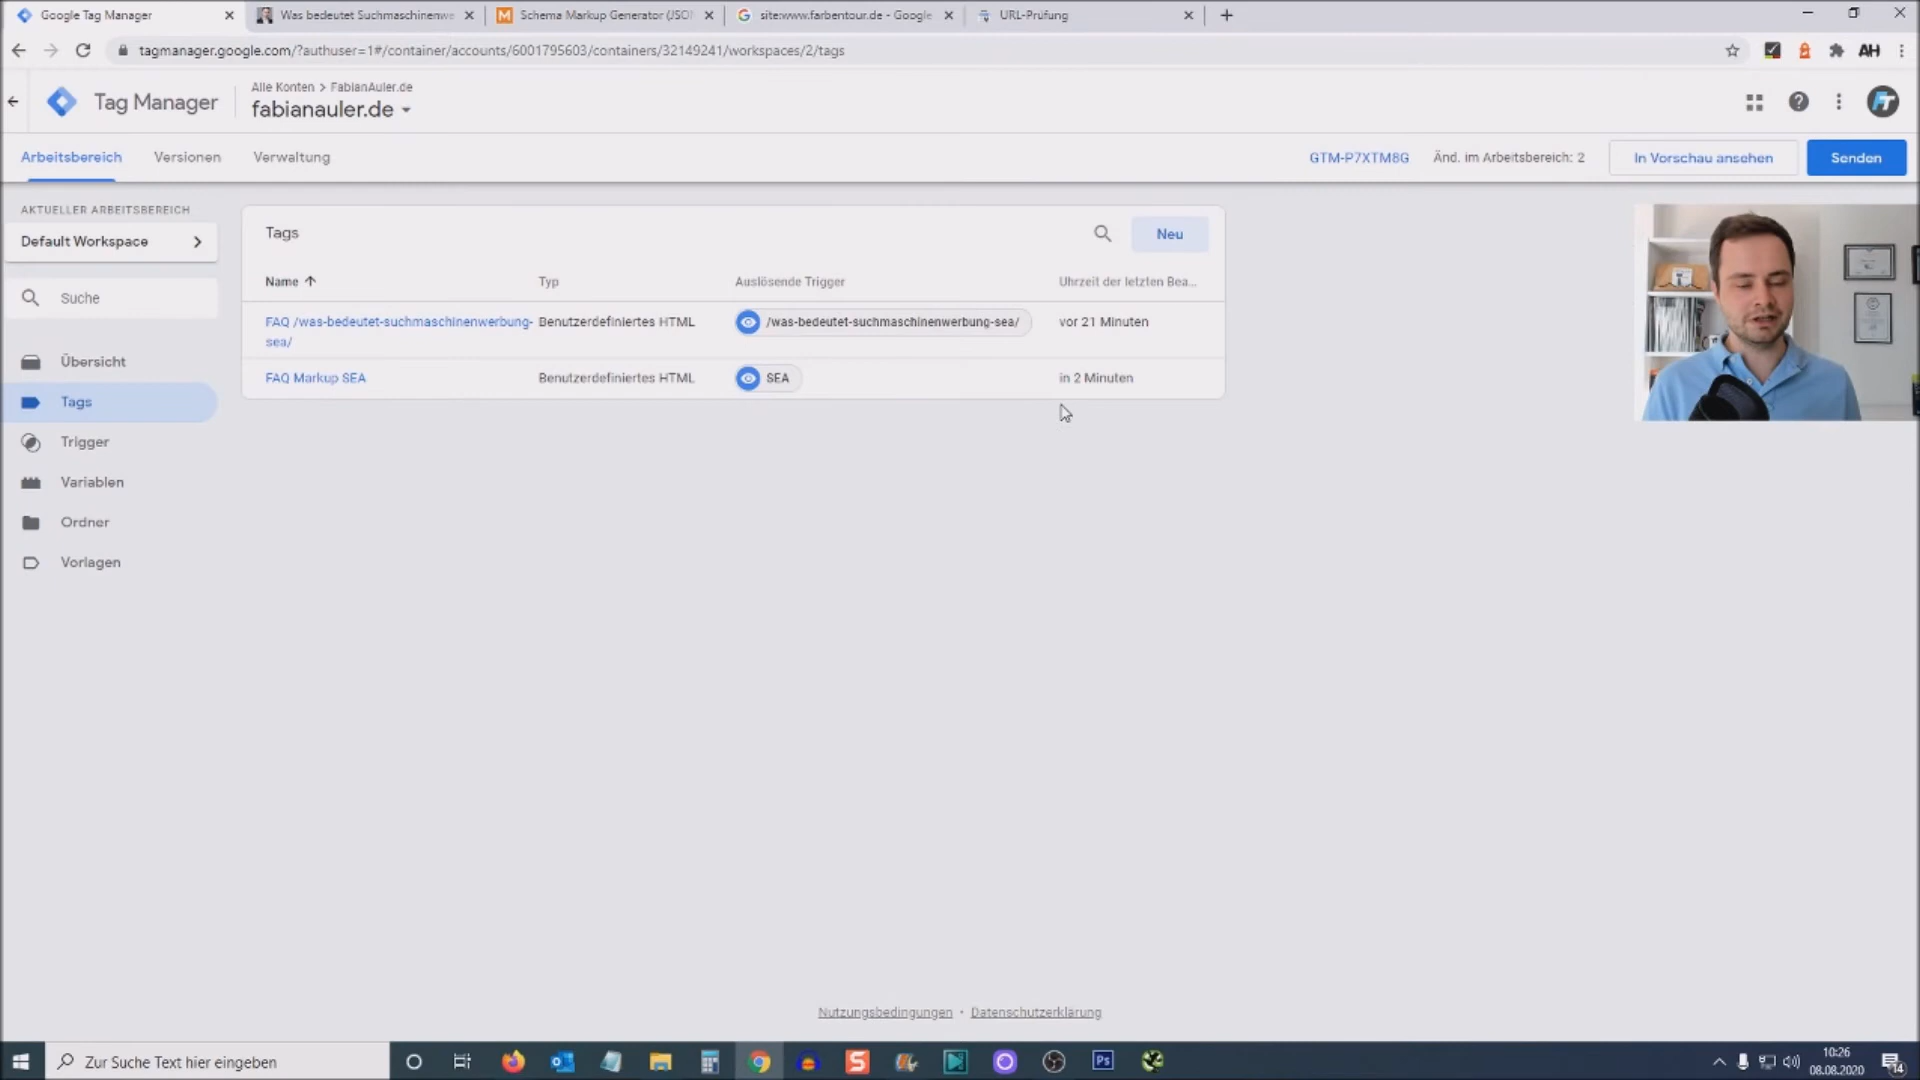 Google Tag Manager
Was bedeutet Suchmaschinenwe
Schema Markup Generator (JSON
site:www.farbentour.de - Google
URL-Prüfung
tagmanager.google.com/?authuser=1#/container/accounts/6001795603/containers/32149241/workspaces/2/tags
AH
Tag Manager
Alle Konten > FabianAuler.de
fabianauler.de
Arbeitsbereich
Versionen
Verwaltung
GTM-P7XTM8G
Änd. im Arbeitsbereich: 2
In Vorschau ansehen
Senden
AKTUELLER ARBEITSBEREICH
Default Workspace
Suche
Übersicht
Tags
Trigger
Variablen
Ordner
Vorlagen
Tags
Neu
Name
Typ
Auslösende Trigger
Uhrzeit der letzten Bea...
FAQ /was-bedeutet-suchmaschinenwerbung-
sea/
Benutzerdefiniertes HTML
/was-bedeutet-suchmaschinenwerbung-sea/
vor 21 Minuten
FAQ Markup SEA
Benutzerdefiniertes HTML
SEA
in 2 Minuten
Nutzungsbedingungen • Datenschutzerklärung
Zur Suche Text hier eingeben
Ps
10:26
08.08.2020
14